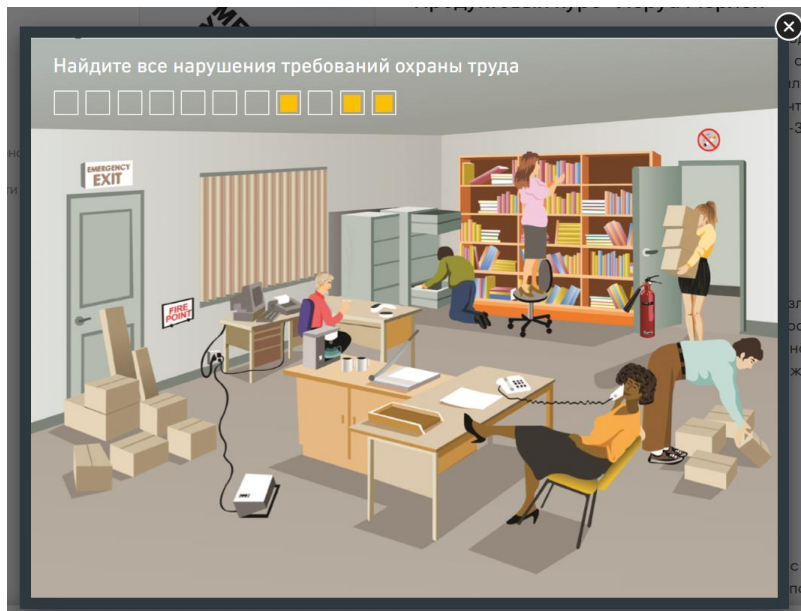 Найдите все нарушения требований охраны труда
EMERGENCY
EXIT
FIRE
POINT